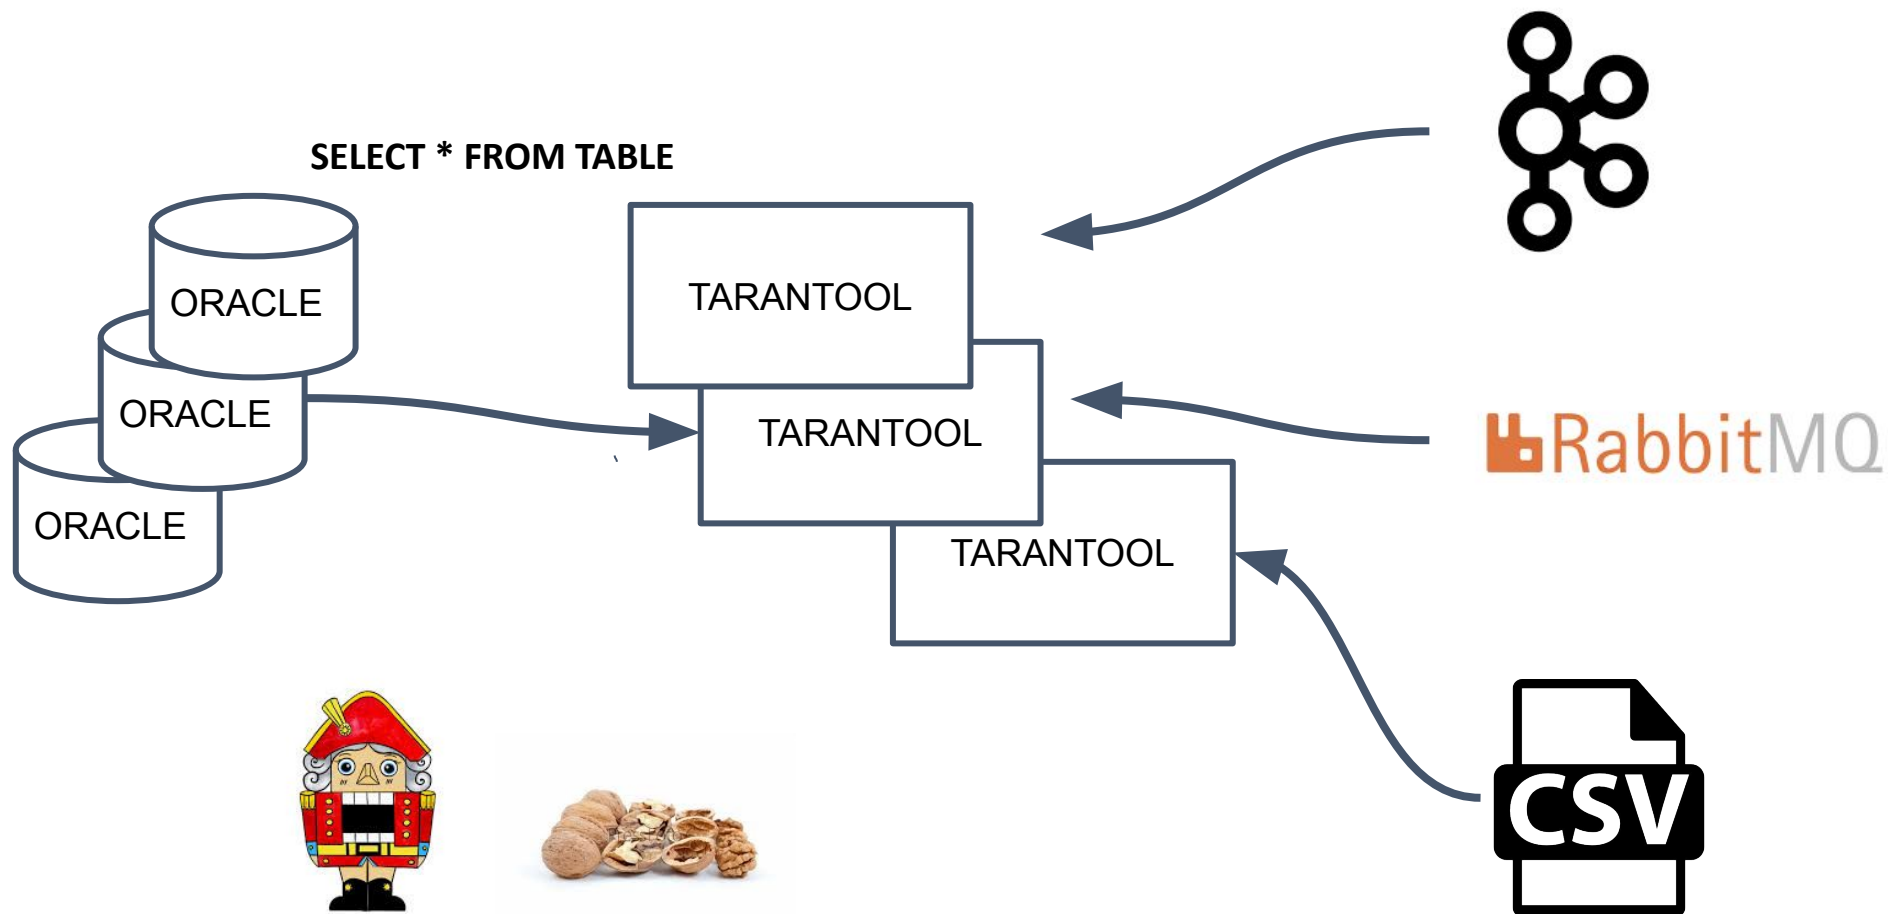 SELECT * FROM TABLE
ORACLE
ORACLE
ORACLE
TARANTOOL
TARANTOOL
TARANTOOL
RabbitMQ
CSV